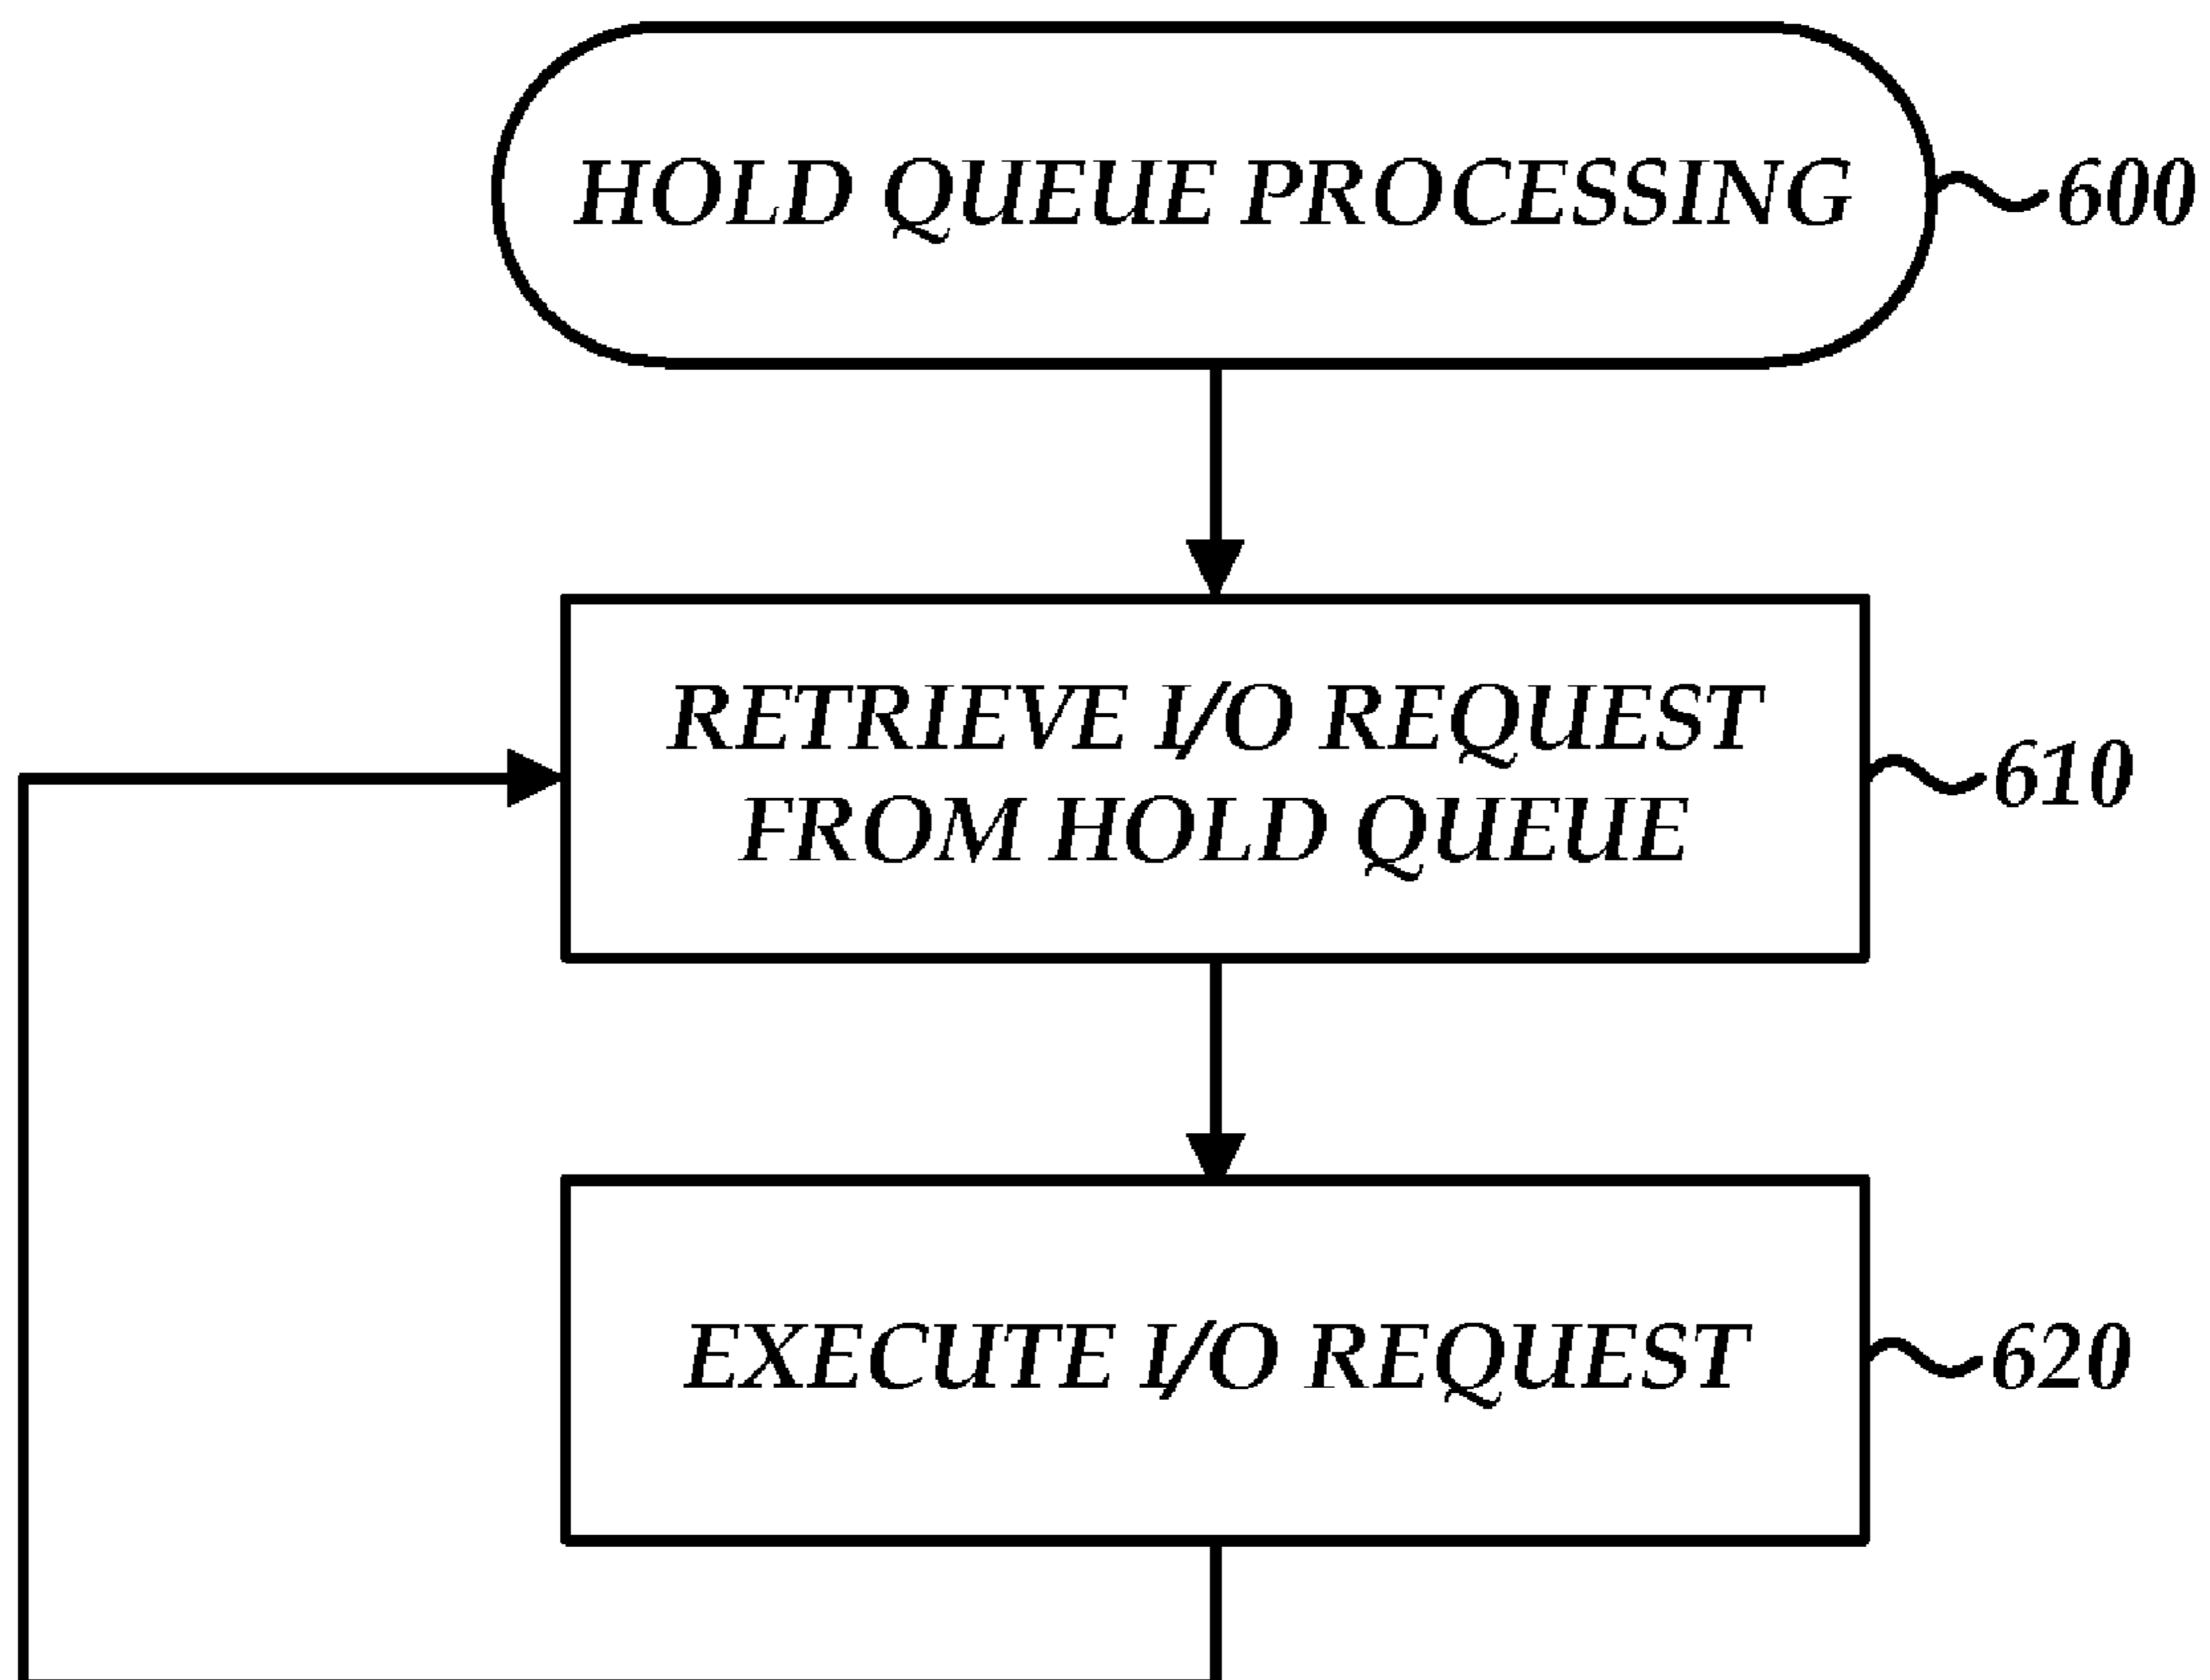 HOLD QUEUE PROCESSING
600
RETRIEVE I/O REQUEST
FROM HOLD QUEUE
610
EXECUTE I/O REQUEST
620